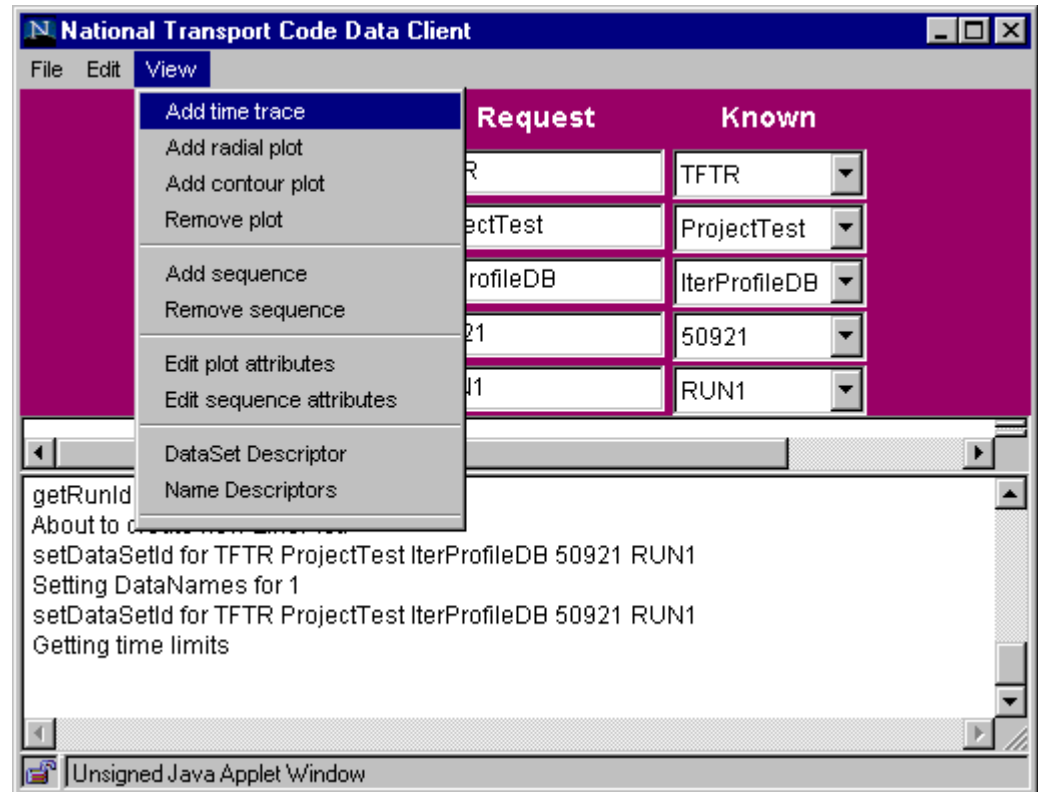 National Transport Code Data Client
File Edit View
Add time trace
Add radial plot
Add contour plot
Remove plot
Add sequence
Remove sequence
Edit plot attributes
Edit sequence attributes
DataSet Descriptor
Name Descriptors
Request Known
R TFTR
ectTest ProjectTest
rofileDB IterProfileDB
21 50921
RUN1
getRunId
About to
setDataSetId for TFTR ProjectTest IterProfileDB 50921 RUN1
Setting DataNames for 1
setDataSetId for TFTR ProjectTest IterProfileDB 50921 RUN1
Getting time limits
Unsigned Java Applet Window